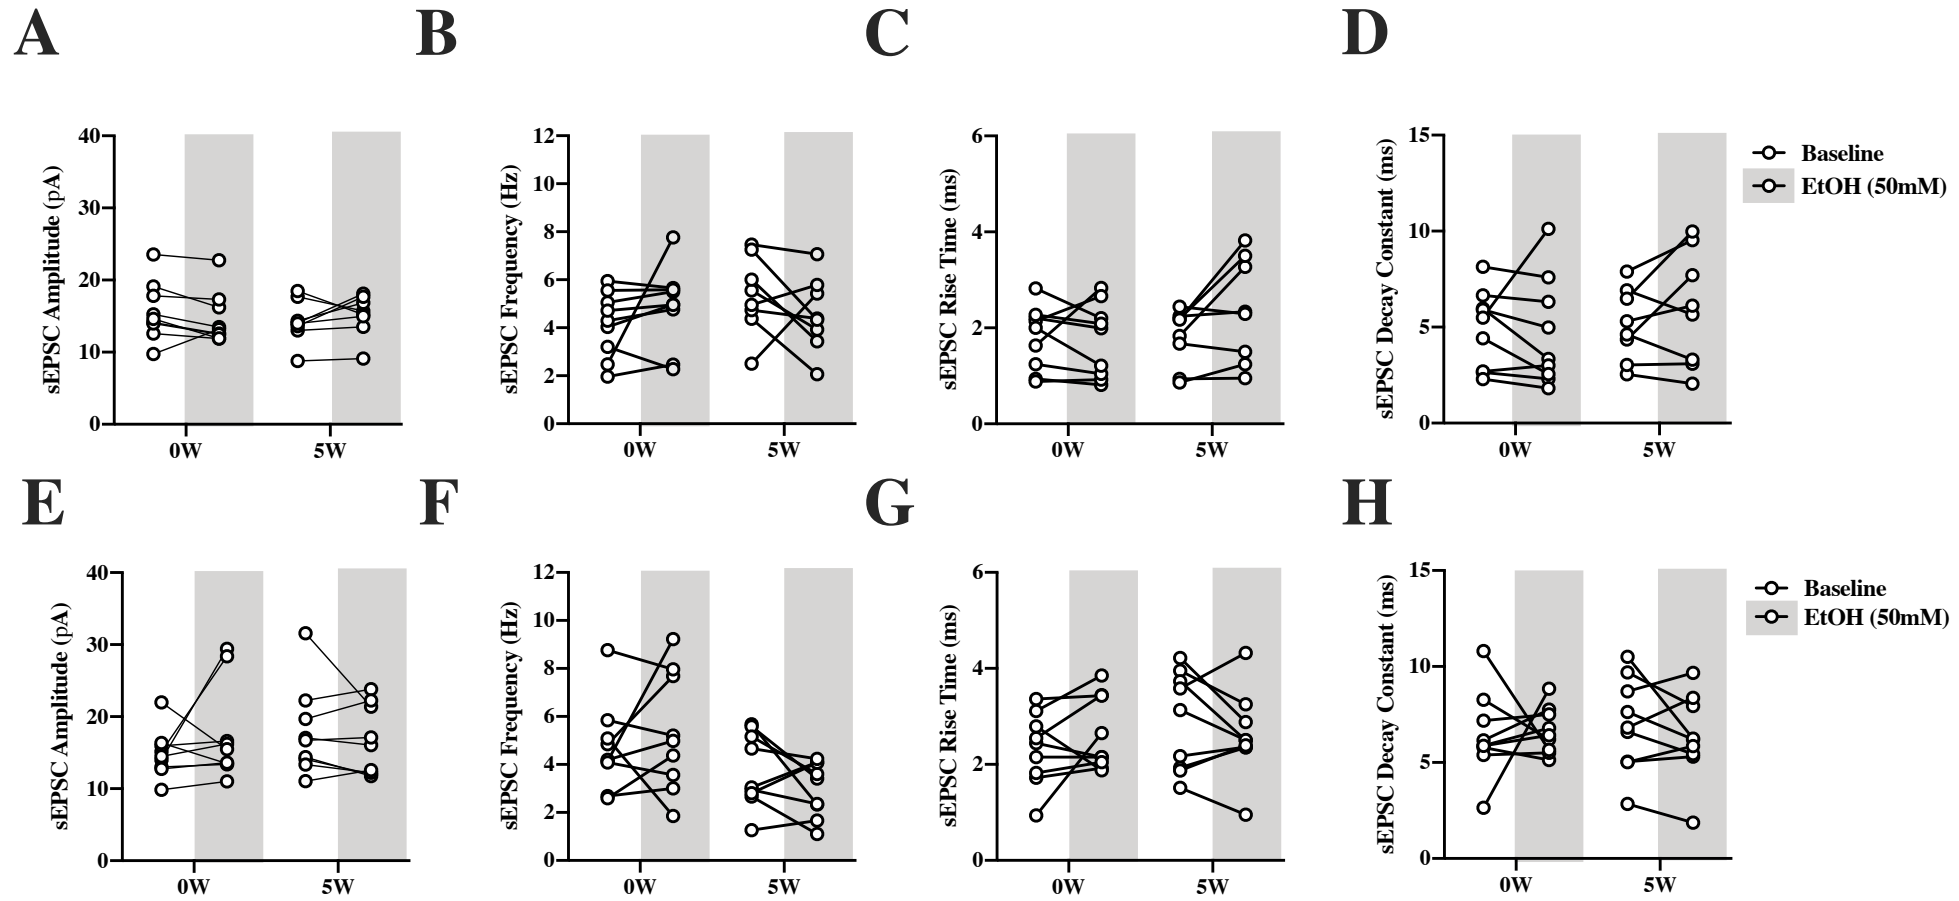 A B C D
sEPSC Amplitude (pA)
40
30
20
10
0
0W 5W
sEPSC Frequency (Hz)
12
10
8
6
4
2
0
0W 5W
sEPSC Rise Time (ms)
6
4
2
0
0W 5W
sEPSC Decay Constant (ms)
15
10
5
0
0W 5W
Baseline
EtOH (50mM)
E F G H
sEPSC Amplitude (pA)
40
30
20
10
0
0W 5W
sEPSC Frequency (Hz)
12
10
8
6
4
2
0
0W 5W
sEPSC Rise Time (ms)
6
4
2
0
0W 5W
sEPSC Decay Constant (ms)
15
10
5
0
0W 5W
Baseline
EtOH (50mM)